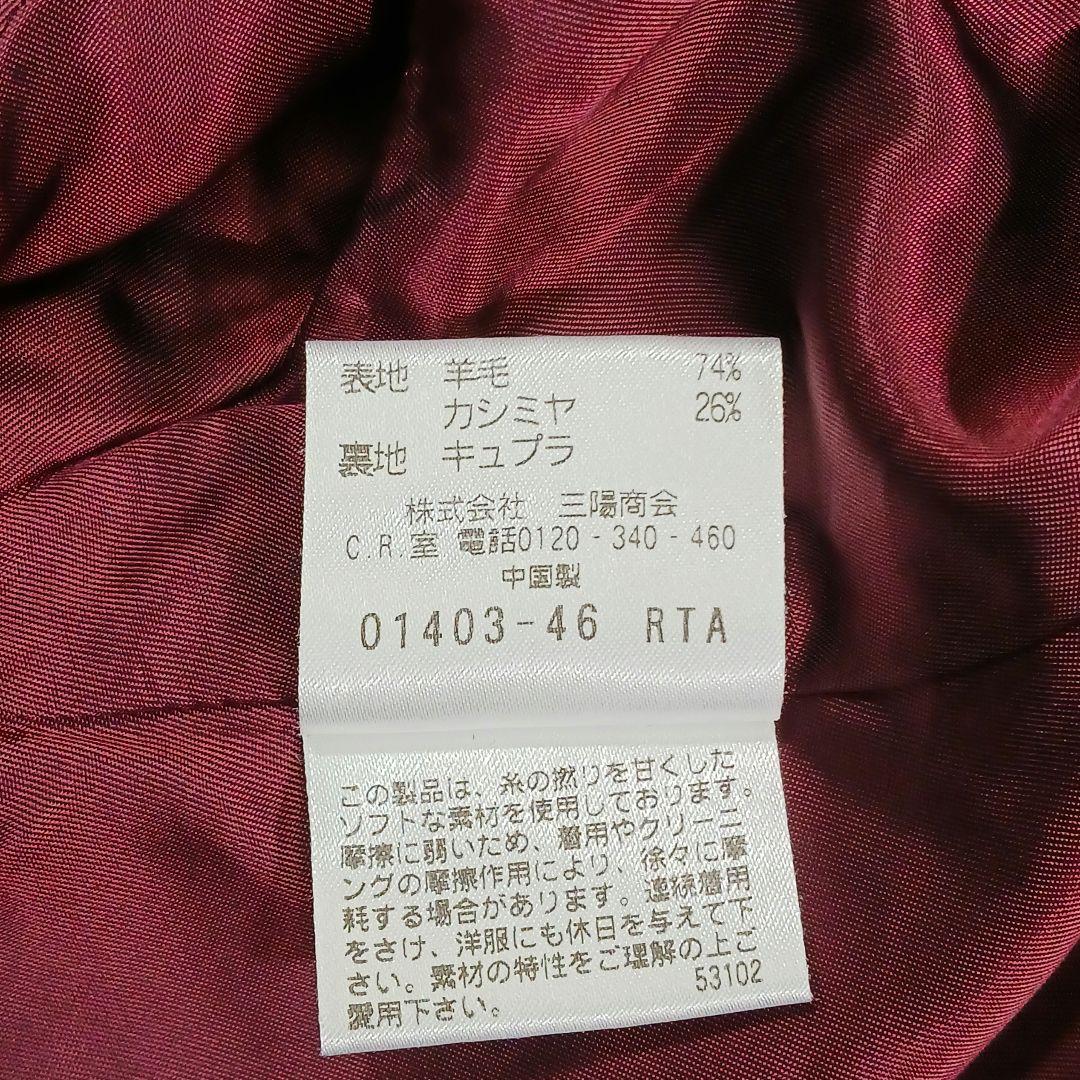 表地 羊毛 74%
カシミヤ 26%
裏地 キュプラ
株式会社 三陽商会
C.R.室 電話0120-340-460
中国製
01403-46 RTA
この製品は、糸の撚りを甘くした
ソフトな素材を使用しております。
摩擦に弱いため、着用やクリーニ
ングの摩擦作用により、徐々に摩
耗する場合があります。連続着用
をさけ、洋服にも休日を与えて下
さい。素材の特性をご理解の上ご
愛用下さい。
53102